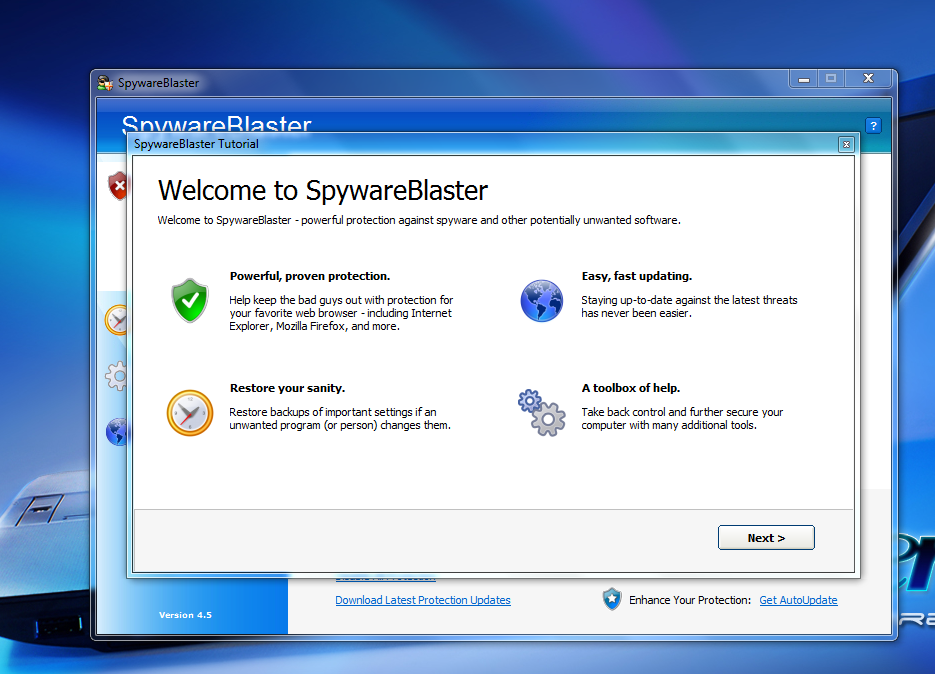 SpywareBlaster
SpywareBlaster
?
SpywareBlaster Tutorial
Welcome to SpywareBlaster
Welcome to SpywareBlaster - powerful protection against spyware and other potentially unwanted software.
Powerful, proven protection.
Help keep the bad guys out with protection for
your favorite web browser - including Internet
Explorer, Mozilla Firefox, and more.
Easy, fast updating.
Staying up-to-date against the latest threats
has never been easier.
Restore your sanity.
Restore backups of important settings if an
unwanted program (or person) changes them.
A toolbox of help.
Take back control and further secure your
computer with many additional tools.
Next >
Download Latest Protection Updates
Enhance Your Protection: Get AutoUpdate
Version 4.5